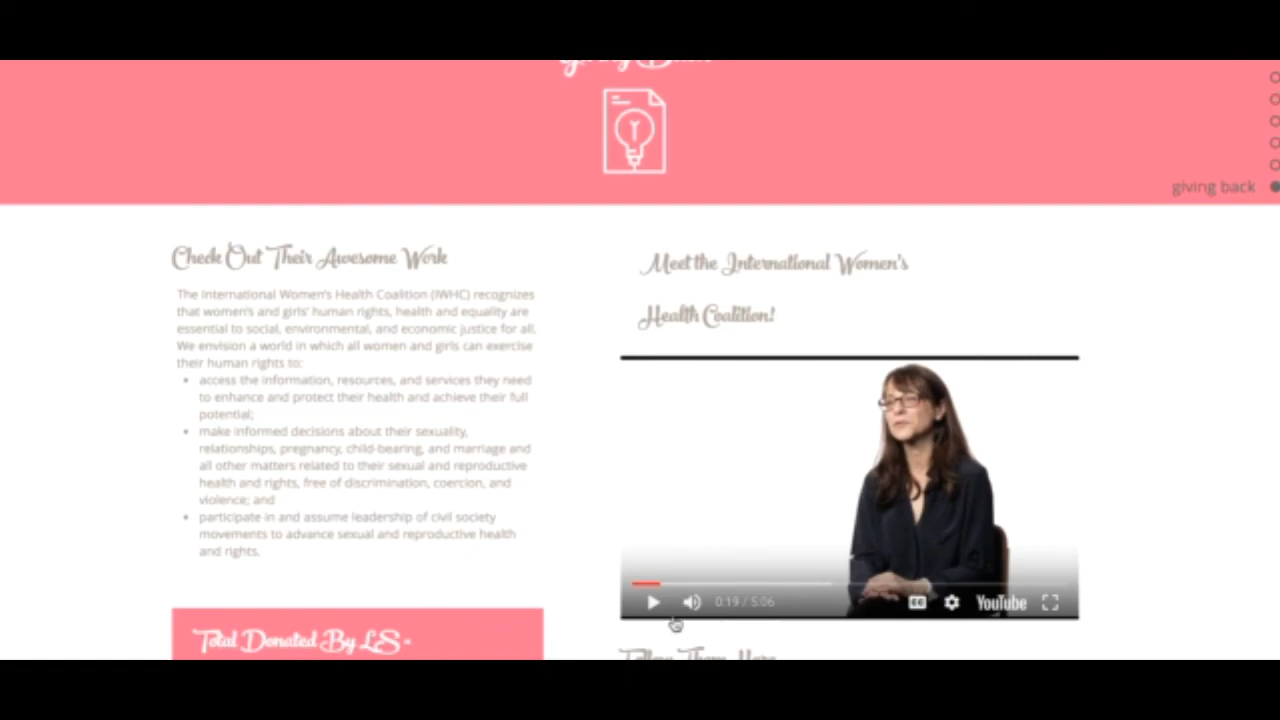 giving back
Check Out Their Awesome Work
The International Women's Health Coalition (IWHC) recognizes
that women's and girls' human rights, health and equality are
essential to social, environmental, and economic justice for all.
We envision a world in which all women and girls can exercise
their human rights to:
access the information, resources, and services they need
to enhance and protect their health and achieve their full
potential;
make informed decisions about their sexuality,
relationships, pregnancy, child-bearing, and marriage and
all other matters related to their sexual and reproductive
health and rights, free of discrimination, coercion, and
violence; and
participate in and assume leadership of civil society
movements to advance sexual and reproductive health
and rights.
Total Donated By LS -
Meet the International Women's
Health Coalition!
0:19 / 5:06
CC
YouTube